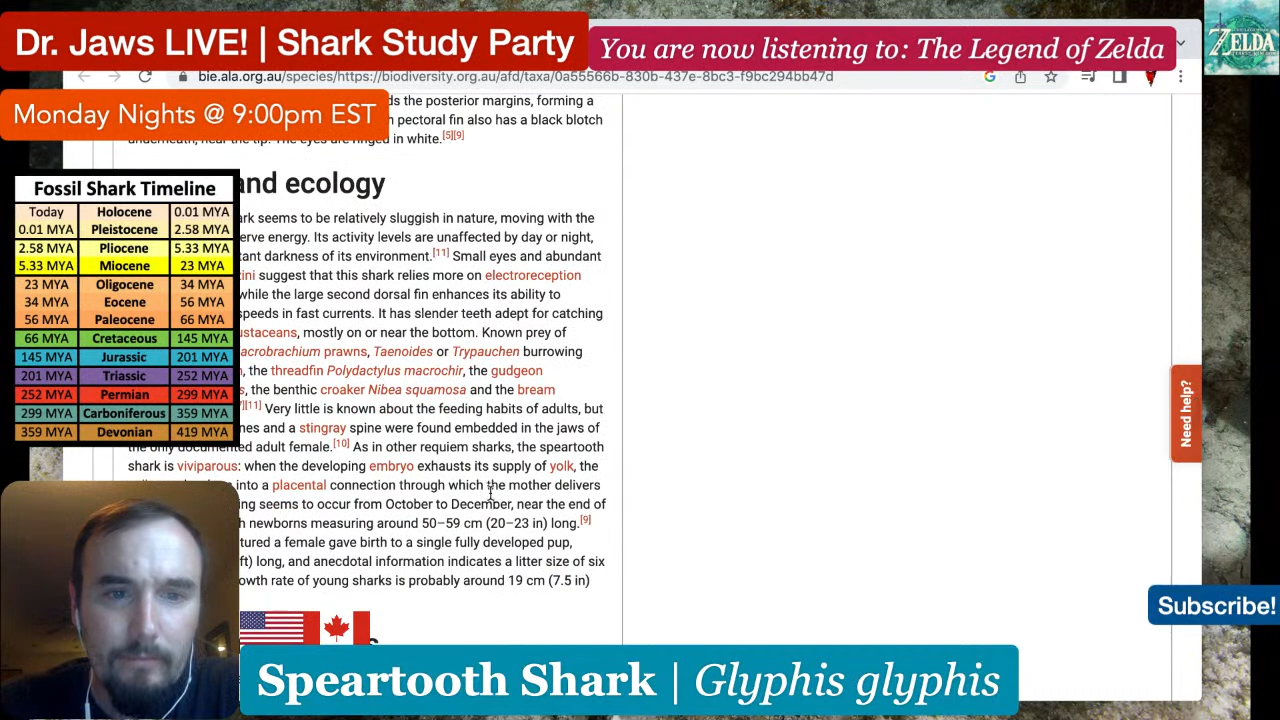 Dr. Jaws LIVE! | Shark Study Party
You are now listening to: The Legend of Zelda
ZELDA
bie.ala.org.au/species/https://biodiversity.org.au/afd/taxa/0a55566b-830b-437e-8bc3-f9bc294bb47d
Monday Nights @ 9:00pm EST
the posterior margins, forming a
pectoral fin also has a black blotch
underneath, near the tip. The eyes are ringed in white.[5][9]
and ecology
Fossil Shark Timeline
Today Holocene 0.01 MYA
0.01 MYA Pleistocene 2.58 MYA
2.58 MYA Pliocene 5.33 MYA
5.33 MYA Miocene 23 MYA
23 MYA Oligocene 34 MYA
34 MYA Eocene 56 MYA
56 MYA Paleocene 66 MYA
66 MYA Cretaceous 145 MYA
145 MYA Jurassic 201 MYA
201 MYA Triassic 252 MYA
252 MYA Permian 299 MYA
299 MYA Carboniferous 359 MYA
359 MYA Devonian 419 MYA
ark seems to be relatively sluggish in nature, moving with the
erve energy. Its activity levels are unaffected by day or night,
tant darkness of its environment.[11] Small eyes and abundant
ini suggest that this shark relies more on electroreception
while the large second dorsal fin enhances its ability to
speeds in fast currents. It has slender teeth adept for catching
ustaceans, mostly on or near the bottom. Known prey of
acrobrachium prawns, Taenoides or Trypauchen burrowing
, the threadfin Polydactylus macrochir, the gudgeon
s, the benthic croaker Nibea squamosa and the bream
][11] Very little is known about the feeding habits of adults, but
nes and a stingray spine were found embedded in the jaws of
the only documented adult female.[10] As in other requiem sharks, the speartooth
shark is viviparous: when the developing embryo exhausts its supply of yolk, the
into a placental connection through which the mother delivers
ing seems to occur from October to December, near the end of
h newborns measuring around 50–59 cm (20–23 in) long.[9]
tured a female gave birth to a single fully developed pup,
ft) long, and anecdotal information indicates a litter size of six
owth rate of young sharks is probably around 19 cm (7.5 in)
Need help?
Subscribe!
Speartooth Shark | Glyphis glyphis